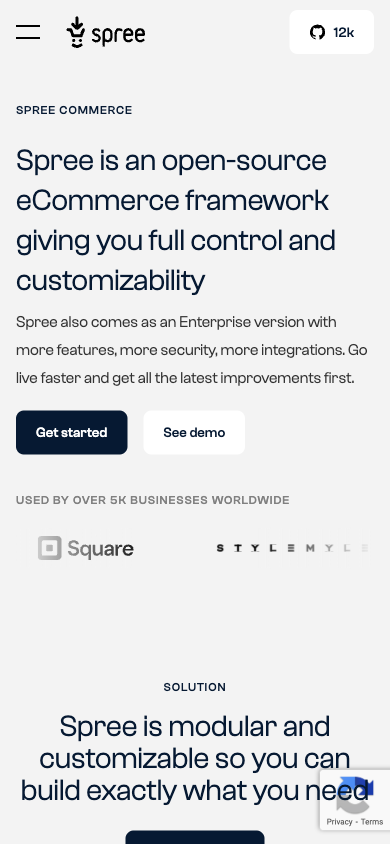 spree
12k
SPREE COMMERCE
Spree is an open-source
eCommerce framework
giving you full control and
customizability
Spree also comes as an Enterprise version with
more features, more security, more integrations. Go
live faster and get all the latest improvements first.
Get started
See demo
USED BY OVER 5K BUSINESSES WORLDWIDE
Square
STYLEMYLE
SOLUTION
Spree is modular and
customizable so you can
build exactly what you need
Privacy - Terms